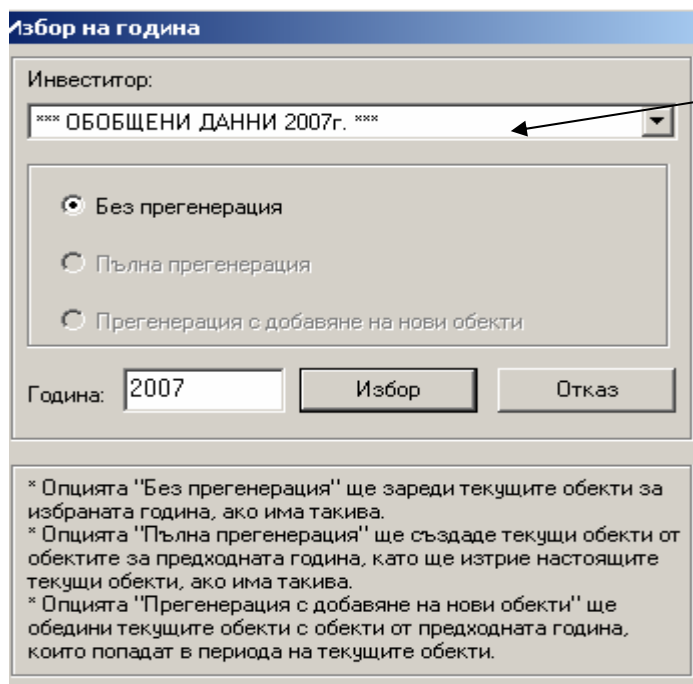 Избор на година
Инвеститор:
*** ОБОБЩЕНИ ДАННИ 2007г. ***
Без прегенерация
Пълна прегенерация
Прегенерация с добавяне на нови обекти
Година: 2007 Избор Отказ
* Опцията "Без прегенерация" ще зареди текущите обекти за
избраната година, ако има такива.
* Опцията "Пълна прегенерация" ще създаде текущи обекти от
обектите за предходната година, като ще изтрие настоящите
текущи обекти, ако има такива.
* Опцията "Прегенерация с добавяне на нови обекти" ще
обедини текущите обекти с обекти от предходната година,
които попадат в периода на текущите обекти.